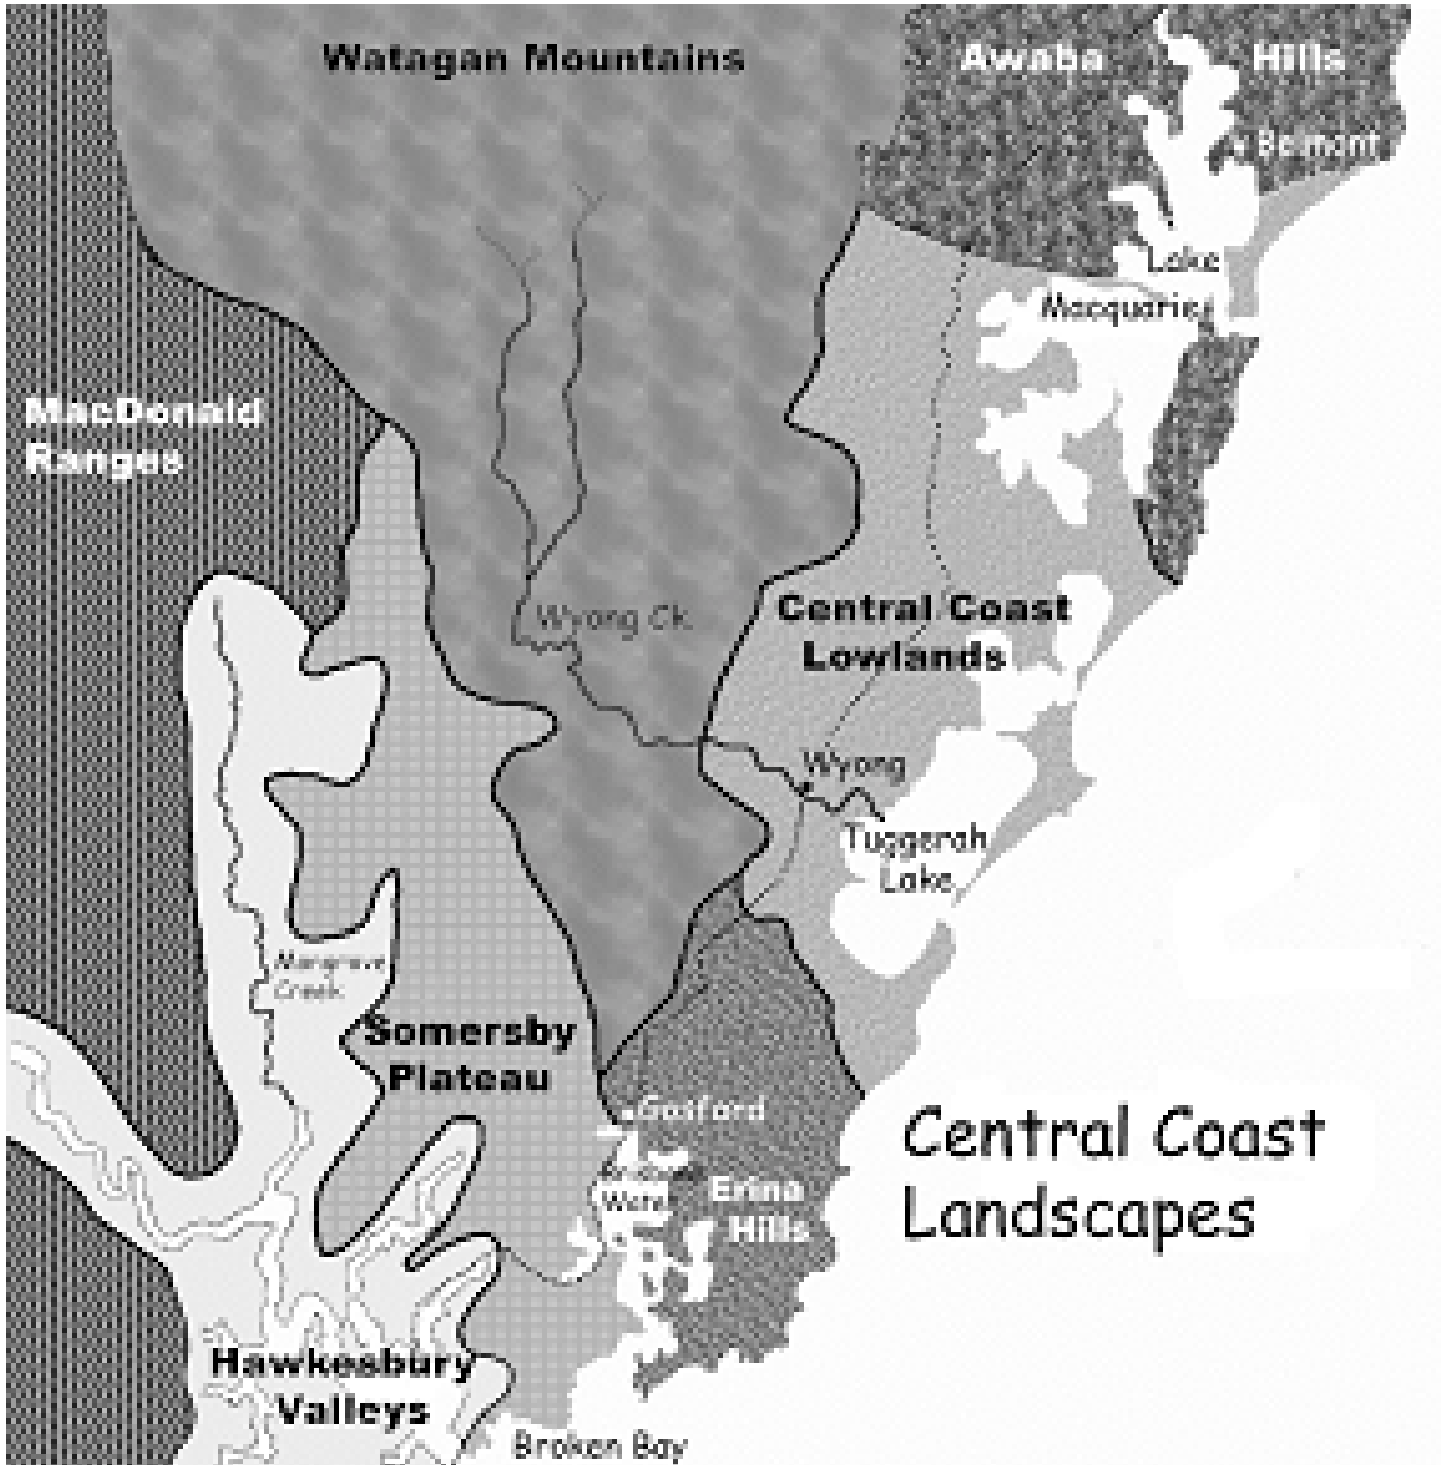 Watagan Mountains
Awaba Hills
Belmont
Lake
Macquarie
MacDonald
Ranges
Wyong Ck.
Central Coast
Lowlands
Wyong
Tuggerah
Lake
Mangrove
Creek
Somersby
Plateau
Gosford
Water
Erina
Hills
Central Coast
Landscapes
Hawkesbury
Valleys
Broken Bay